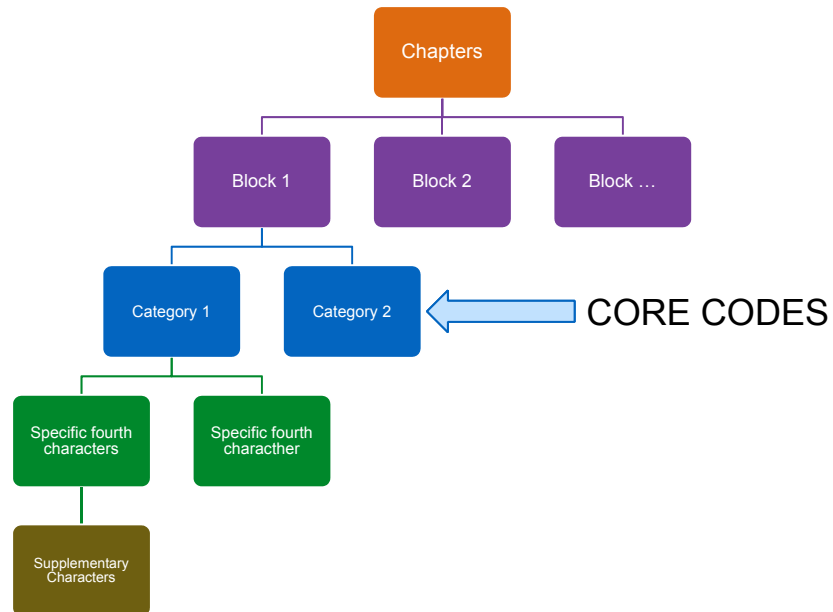 Chapters
Block 1
Block 2
Block …
Category 1
Category 2
CORE CODES
Specific fourth
characters
Specific fourth
characther
Supplementary
Characters